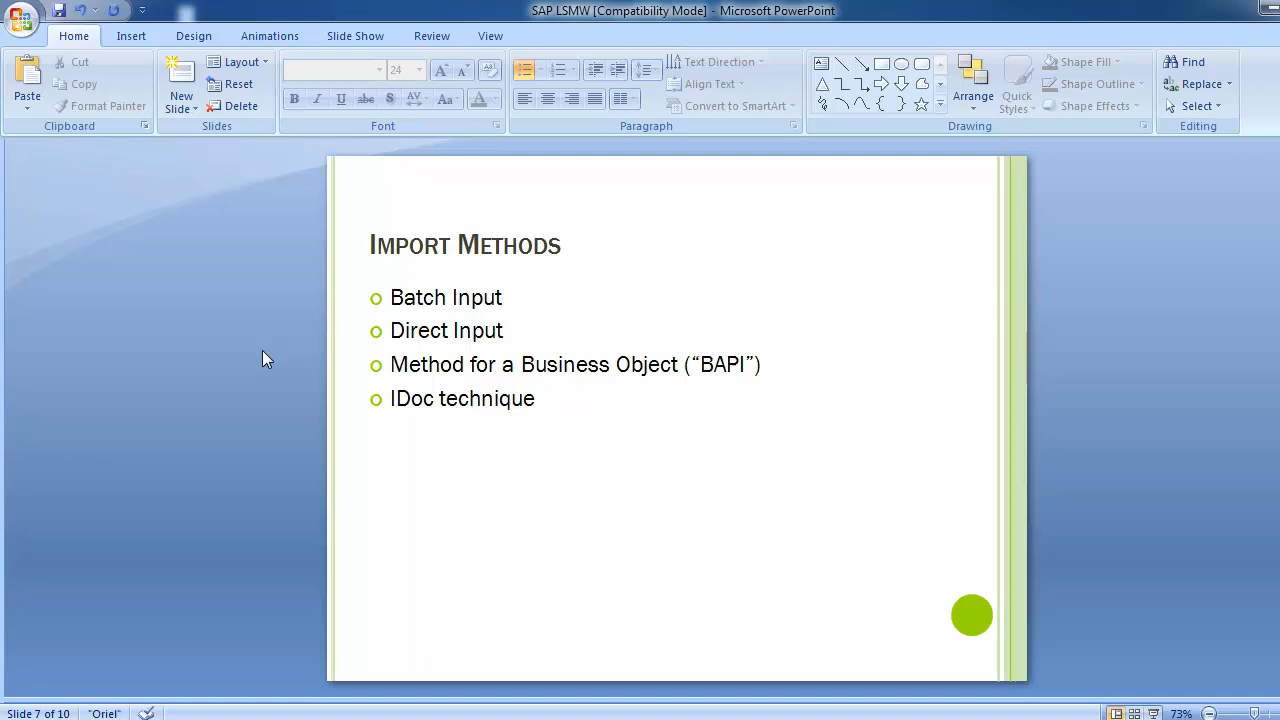 SAP LSMW [Compatibility Mode] - Microsoft PowerPoint
Home Insert Design Animations Slide Show Review View
Paste
Cut
Copy
Format Painter
Clipboard
New Slide
Layout
Reset
Delete
Slides
24
B I U abc S AV Aa A
Font
Text Direction
Align Text
Convert to SmartArt
Paragraph
Arrange
Quick Styles
Shape Fill
Shape Outline
Shape Effects
Drawing
Find
Replace
Select
Editing
IMPORT METHODS
Batch Input
Direct Input
Method for a Business Object (“BAPI”)
IDoc technique
Slide 7 of 10 "Oriel" 73%